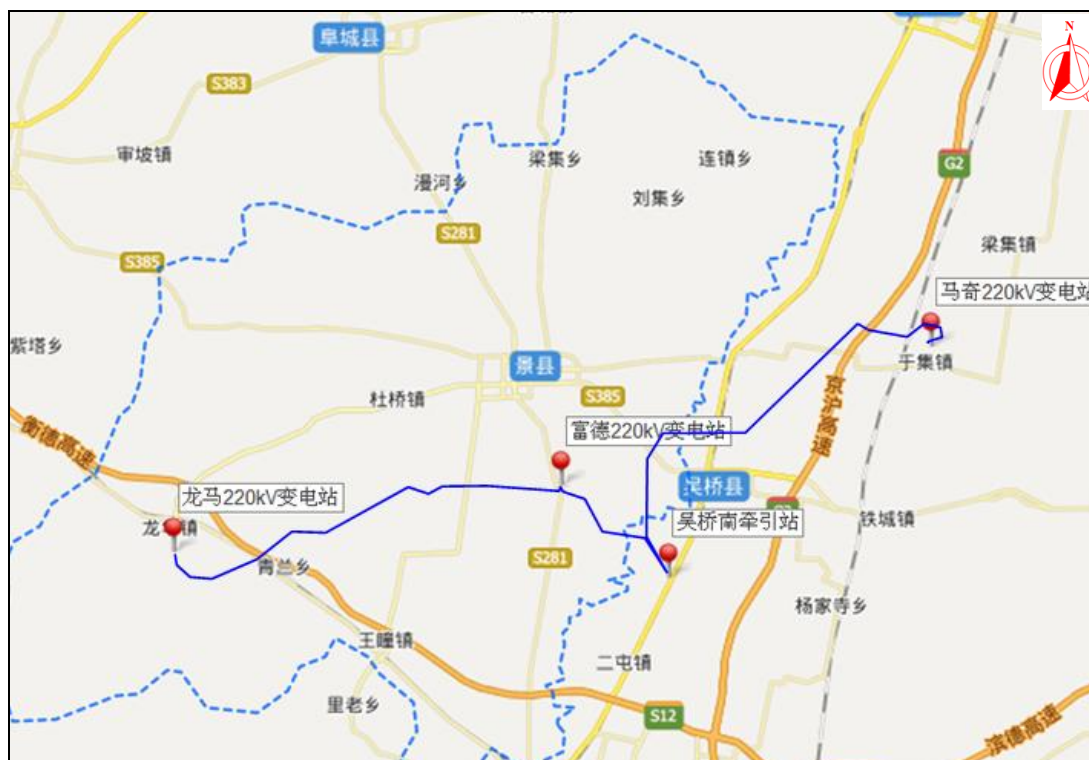 阜城县
N
S383
审坡镇
漫河乡
梁集乡
连镇乡
刘集乡
G2
S281
梁集镇
S385
马奇220kV变电站
紫塔乡
景县
于集镇
杜桥镇
S385
京沪高速
衡德高速
富德220kV变电站
龙马220kV变电站
吴桥县
龙华镇
吴桥南牵引站
铁城镇
S281
青兰乡
杨家寺乡
王瞳镇
二屯镇
里老乡
S12
滨德高速